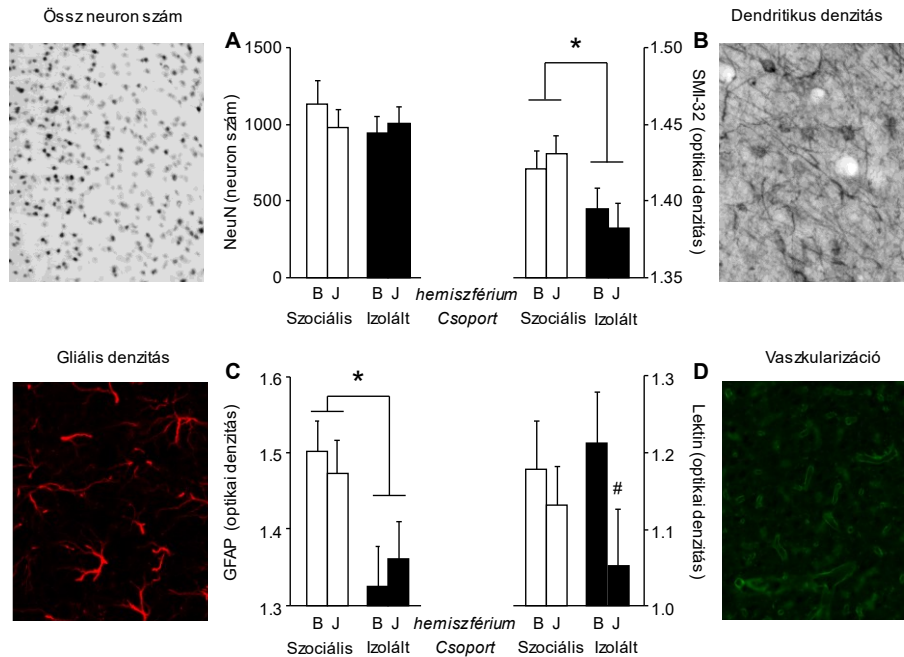 Össz neuron szám
Dendritikus denzitás
A
B
1500
1000
500
0
NeuN (neuron szám)
*
1.50
1.45
1.40
1.35
SMI-32 (optikai denzitás)
B J B J hemiszférium B J B J
Szociális Izolált Csoport Szociális Izolált
Gliális denzitás
Vaszkularizáció
C
D
1.6
1.5
1.4
1.3
GFAP (optikai denzitás)
*
#
1.3
1.2
1.1
1.0
Lektin (optikai denzitás)
B J B J hemiszférium B J B J
Szociális Izolált Csoport Szociális Izolált